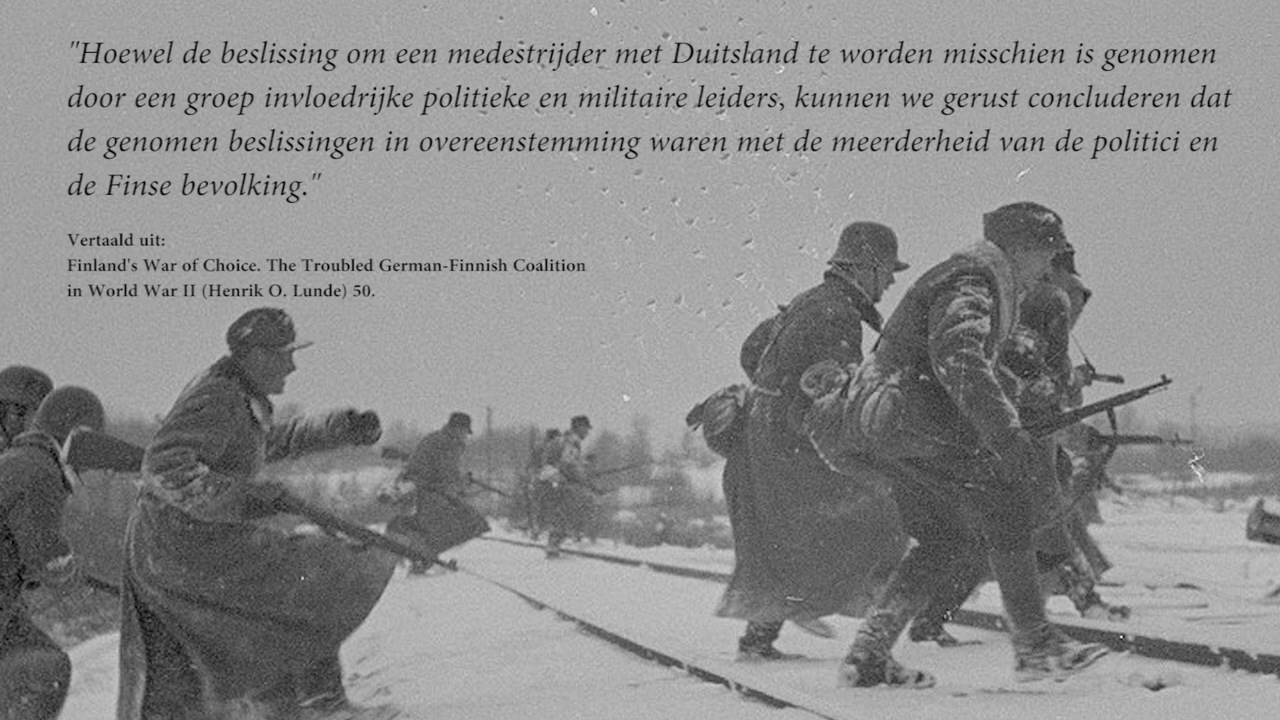 "Hoewel de beslissing om een medestrijder met Duitsland te worden misschien is genomen
door een groep invloedrijke politieke en militaire leiders, kunnen we gerust concluderen dat
de genomen beslissingen in overeenstemming waren met de meerderheid van de politici en
de Finse bevolking."
Vertaald uit:
Finland's War of Choice. The Troubled German-Finnish Coalition
in World War II (Henrik O. Lunde) 50.